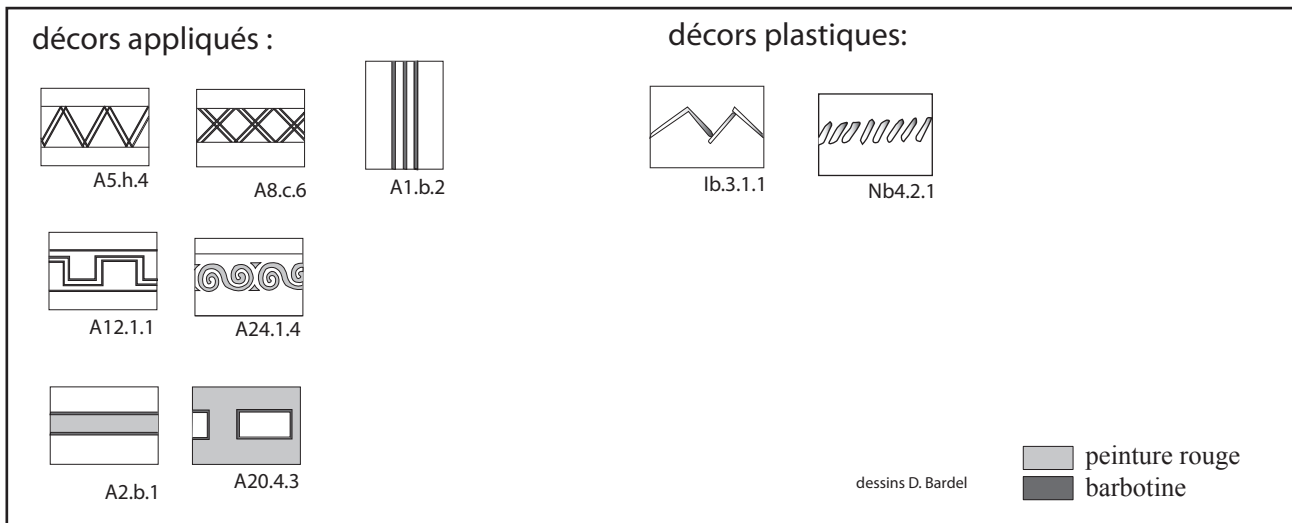 décors appliqués :
décors plastiques:
A5.h.4
A8.c.6
A1.b.2
Ib.3.1.1
Nb4.2.1
A12.1.1
A24.1.4
A2.b.1
A20.4.3
dessins D. Bardel
peinture rouge
barbotine